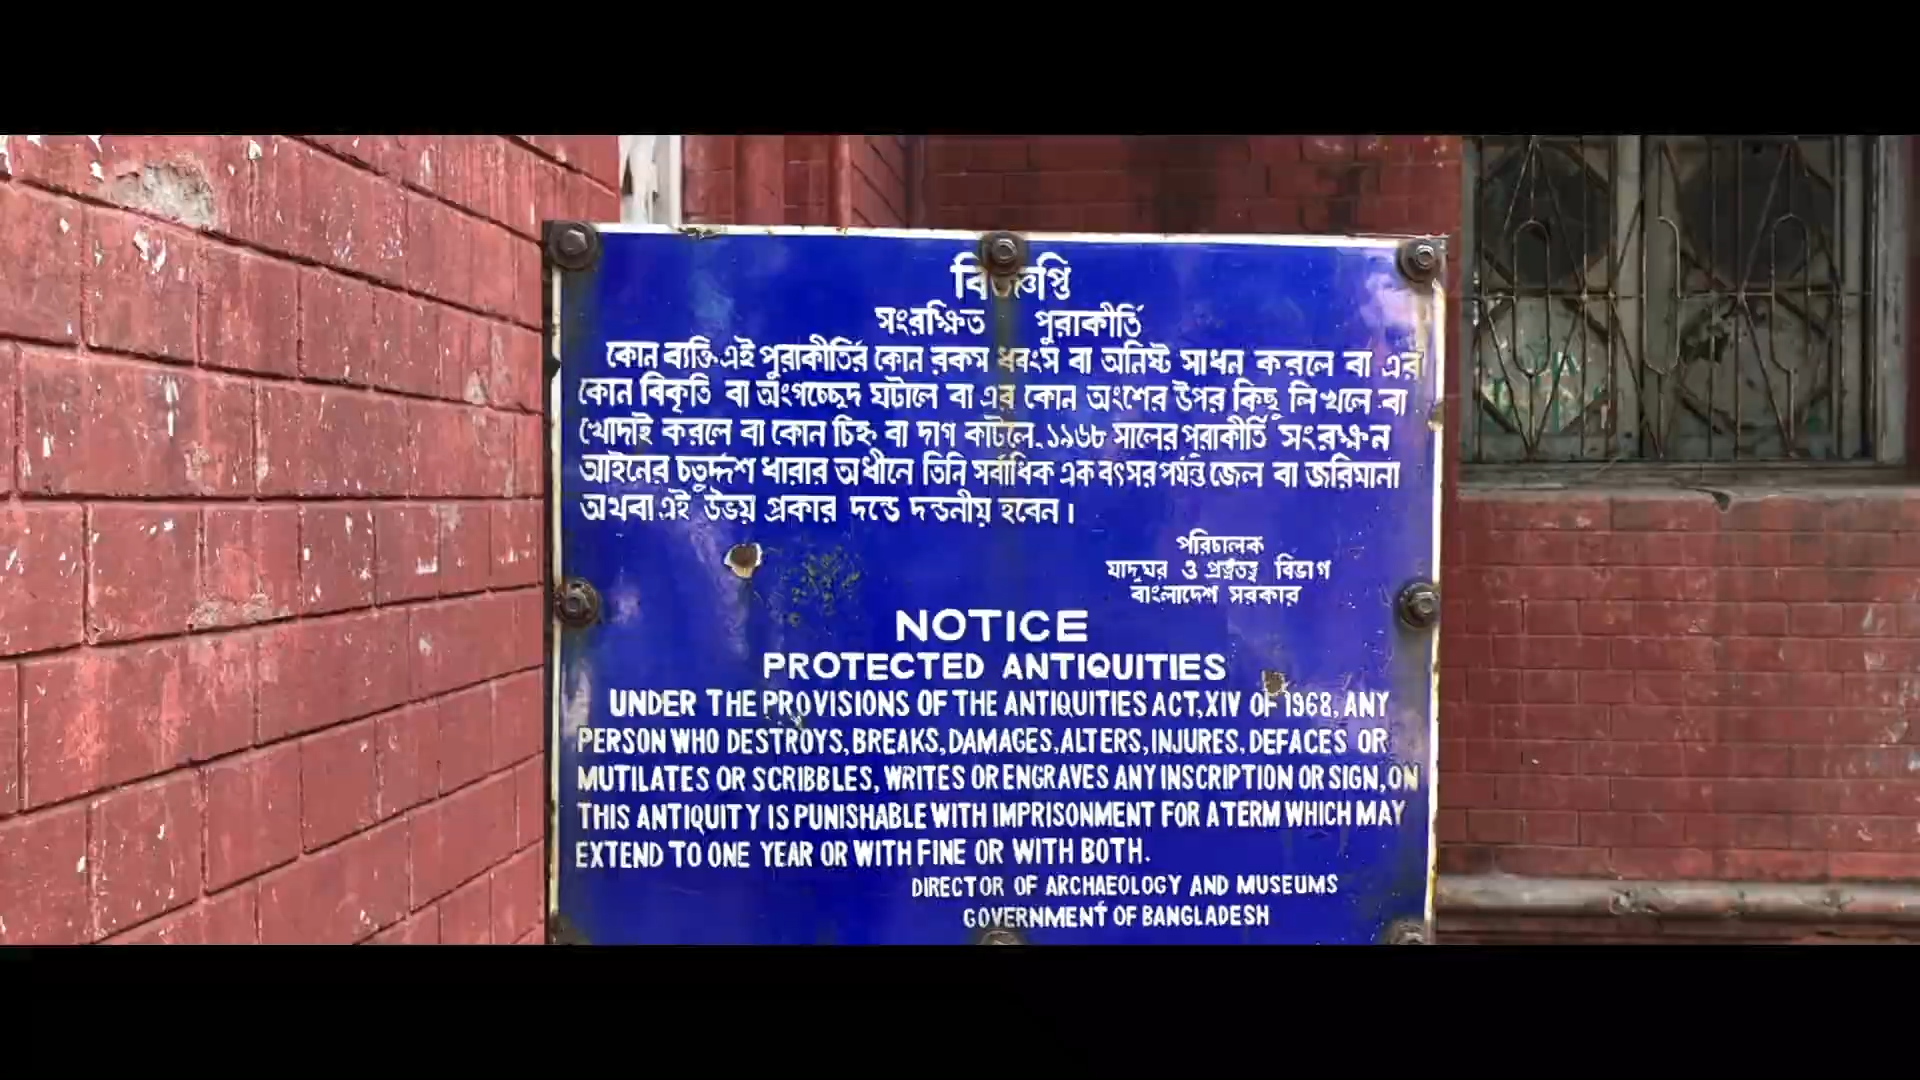 বিজ্ঞপ্তি
সংরক্ষিত পুরাকীর্তি
কোন ব্যক্তি এই পুরাকীর্তির কোন রকম ধ্বংস বা অনিষ্ট সাধন করলে বা এর
কোন বিকৃতি বা অংগচ্ছেদ ঘটালে বা এর কোন অংশের উপর কিছু লিখলে বা
খোদাই করলে বা কোন চিহ্ন বা দাগ কাটলে, ১৯৬৮ সালের পুরাকীর্তি সংরক্ষন
আইনের চতুর্দ্দশ ধারার অধীনে তিনি সর্বাধিক এক বৎসর পর্যন্ত জেল বা জরিমানা
অথবা এই উভয় প্রকার দন্ডে দন্ডনীয় হবেন।
পরিচালক
যাদুঘর ও প্রত্নতত্ত্ব বিভাগ
বাংলাদেশ সরকার
NOTICE
PROTECTED ANTIQUITIES
UNDER THE PROVISIONS OF THE ANTIQUITIES ACT, XIV OF 1968, ANY
PERSON WHO DESTROYS, BREAKS, DAMAGES, ALTERS, INJURES, DEFACES OR
MUTILATES OR SCRIBBLES, WRITES OR ENGRAVES ANY INSCRIPTION OR SIGN, ON
THIS ANTIQUITY IS PUNISHABLE WITH IMPRISONMENT FOR A TERM WHICH MAY
EXTEND TO ONE YEAR OR WITH FINE OR WITH BOTH.
DIRECTOR OF ARCHAEOLOGY AND MUSEUMS
GOVERNMENT OF BANGLADESH